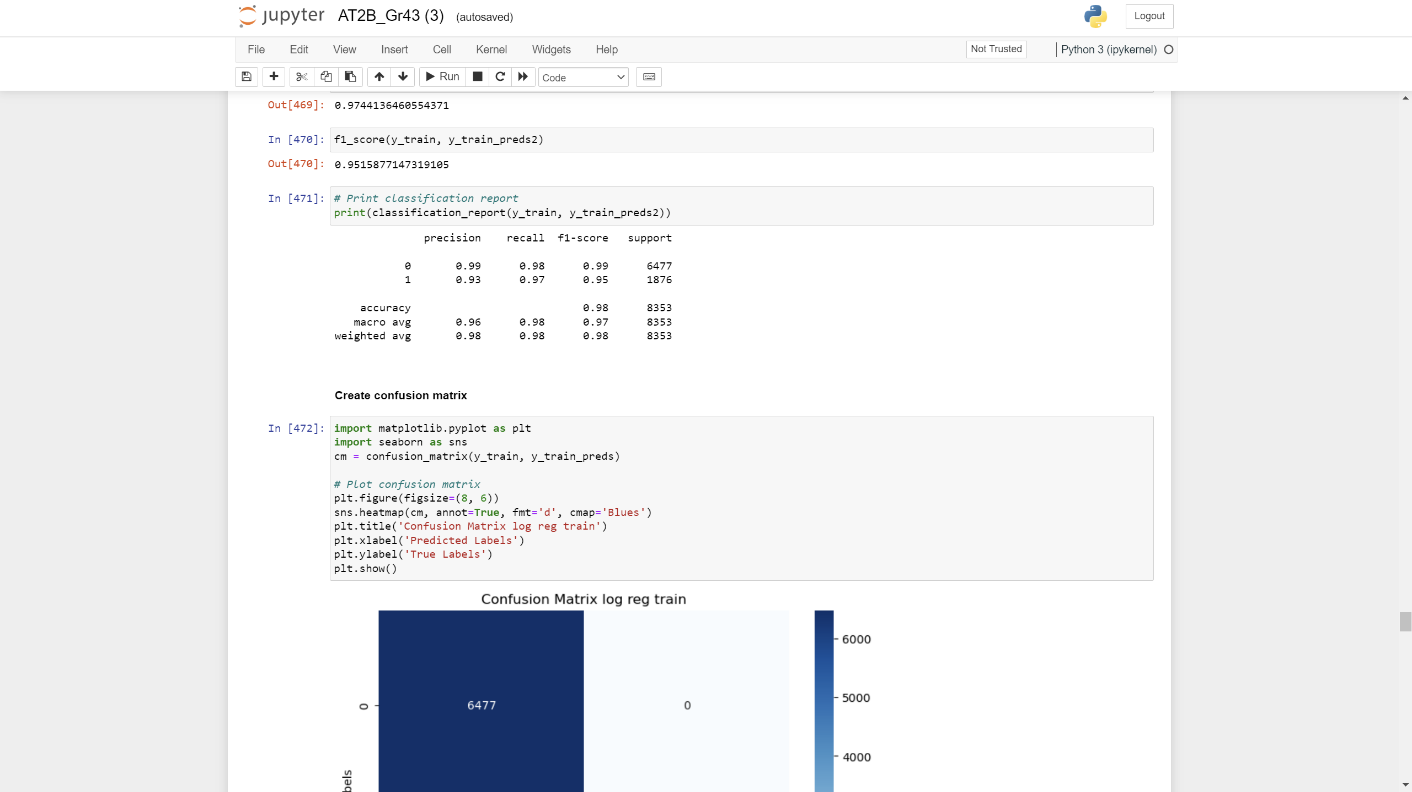 jupyter AT2B_Gr43 (3) (autosaved) Logout
File Edit View Insert Cell Kernel Widgets Help Not Trusted Python 3 (ipykernel)
Run Code
Out[469]: 0.9744136460554371
In [470]: f1_score(y_train, y_train_preds2)
Out[470]: 0.9515877147319105
In [471]: # Print classification report
print(classification_report(y_train, y_train_preds2))
precision recall f1-score support
0 0.99 0.98 0.99 6477
1 0.93 0.97 0.95 1876
accuracy 0.98 8353
macro avg 0.96 0.98 0.97 8353
weighted avg 0.98 0.98 0.98 8353
Create confusion matrix
In [472]: import matplotlib.pyplot as plt
import seaborn as sns
cm = confusion_matrix(y_train, y_train_preds)
# Plot confusion matrix
plt.figure(figsize=(8, 6))
sns.heatmap(cm, annot=True, fmt='d', cmap='Blues')
plt.title('Confusion Matrix log reg train')
plt.xlabel('Predicted Labels')
plt.ylabel('True Labels')
plt.show()
Confusion Matrix log reg train
6000
5000
0 6477 0
4000
bels